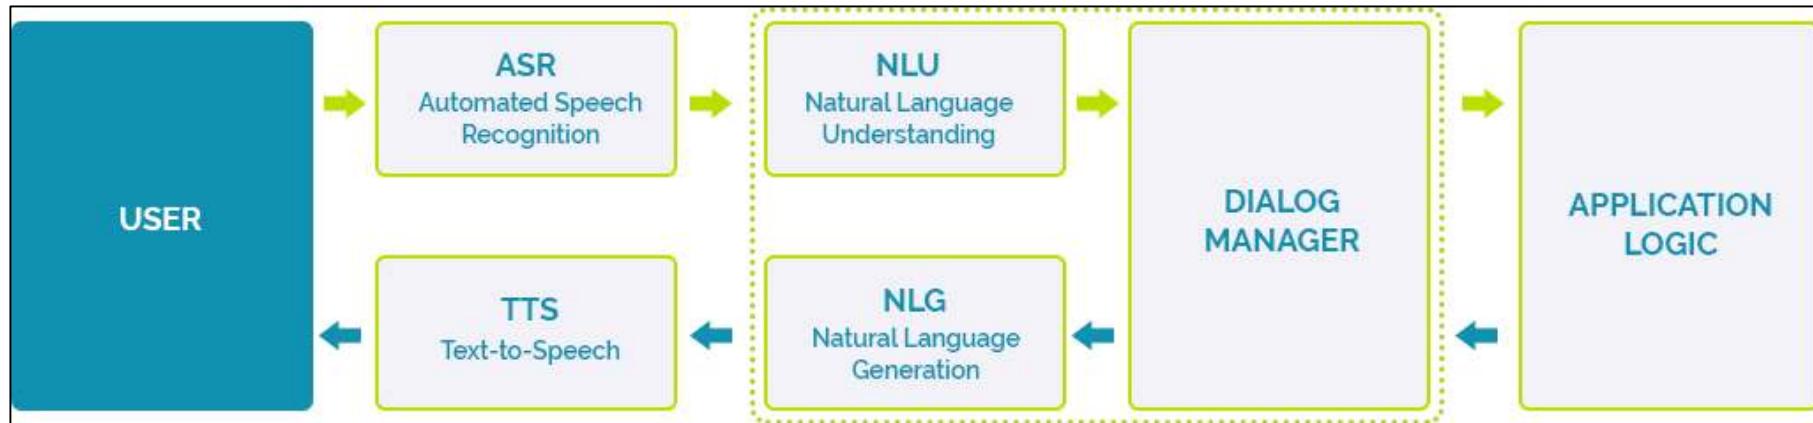 USER
ASR
Automated Speech
Recognition
NLU
Natural Language
Understanding
DIALOG
MANAGER
APPLICATION
LOGIC
TTS
Text-to-Speech
NLG
Natural Language
Generation